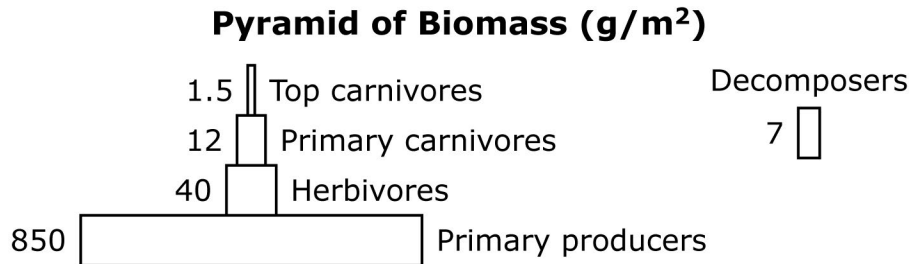 Pyramid of Biomass (g/m²)
1.5 Top carnivores
12 Primary carnivores
40 Herbivores
850 Primary producers
Decomposers
7